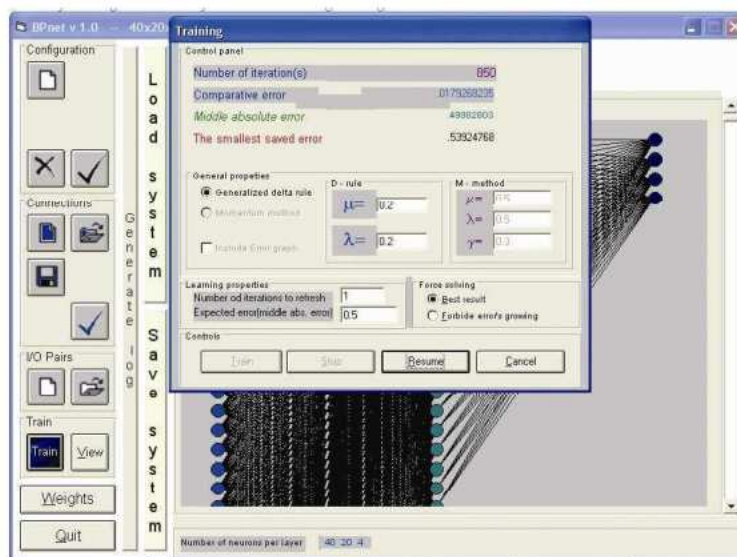 BPnet v 1.0 — 40x20x
Training
Configuration
Connections
I/O Pairs
Train
Train
View
Weights
Quit
Generate log
Load system
Save system
Control panel
Number of iteration(s) 850
Comparative error .0179268235
Middle absolute error
The smallest saved error .53924768
General propeties
Generalized delta rule
Momentum method
Include Error graph
D - rule
μ= 0.2
λ= 0.2
M - method
μ= 0.5
λ= 0.5
γ= 0.3
Learning properties
Number od iterations to refresh 1
Expected error(middle abs. error) 0.5
Force solving
Best result
Forbide error's growing
Controls
Train
Stop
Resume
Cancel
Number of neurons per layer 40 20 4